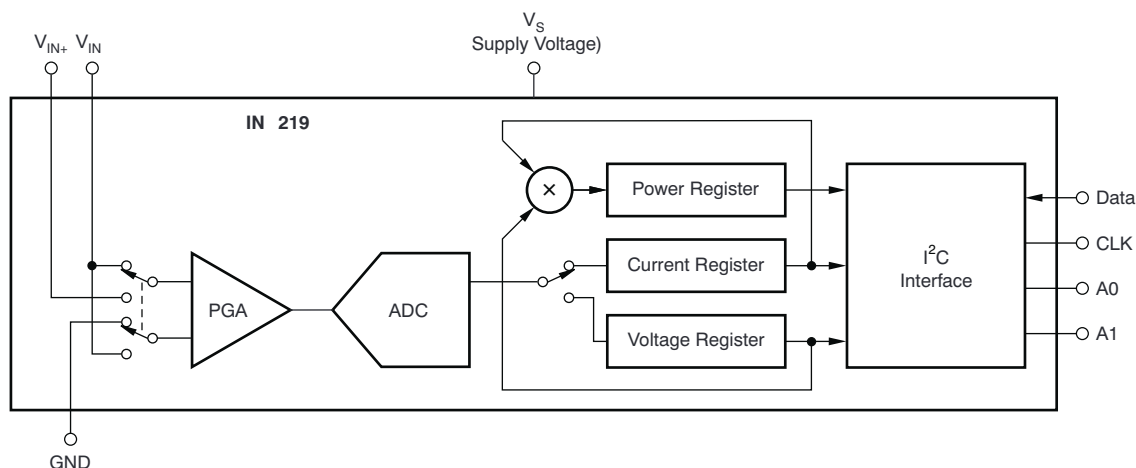 V_S
Supply Voltage)
V_IN+ V_IN
IN 219
× Power Register
Data
I²C
Interface
CLK
Current Register
A0
PGA
ADC
Voltage Register
A1
GND